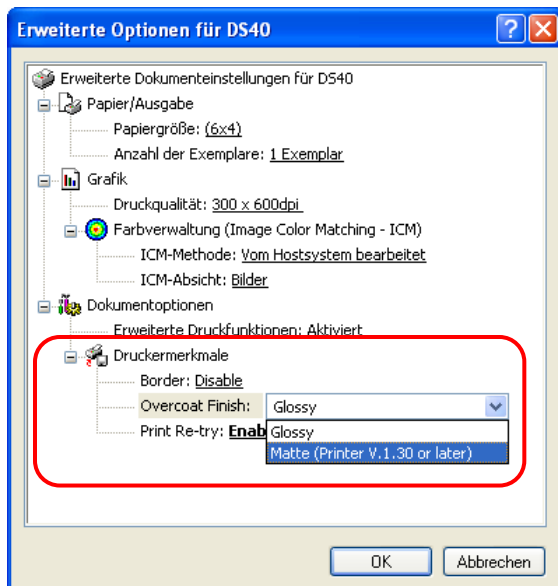 Erweiterte Optionen für DS40
Erweiterte Dokumenteinstellungen für DS40
Papier/Ausgabe
Papiergröße: (6x4)
Anzahl der Exemplare: 1 Exemplar
Grafik
Druckqualität: 300 x 600dpi
Farbverwaltung (Image Color Matching - ICM)
ICM-Methode: Vom Hostsystem bearbeitet
ICM-Absicht: Bilder
Dokumentoptionen
Erweiterte Druckfunktionen: Aktiviert
Druckermerkmale
Border: Disable
Overcoat Finish: Glossy
Print Re-try: Enab Glossy
Matte (Printer V.1.30 or later)
OK Abbrechen